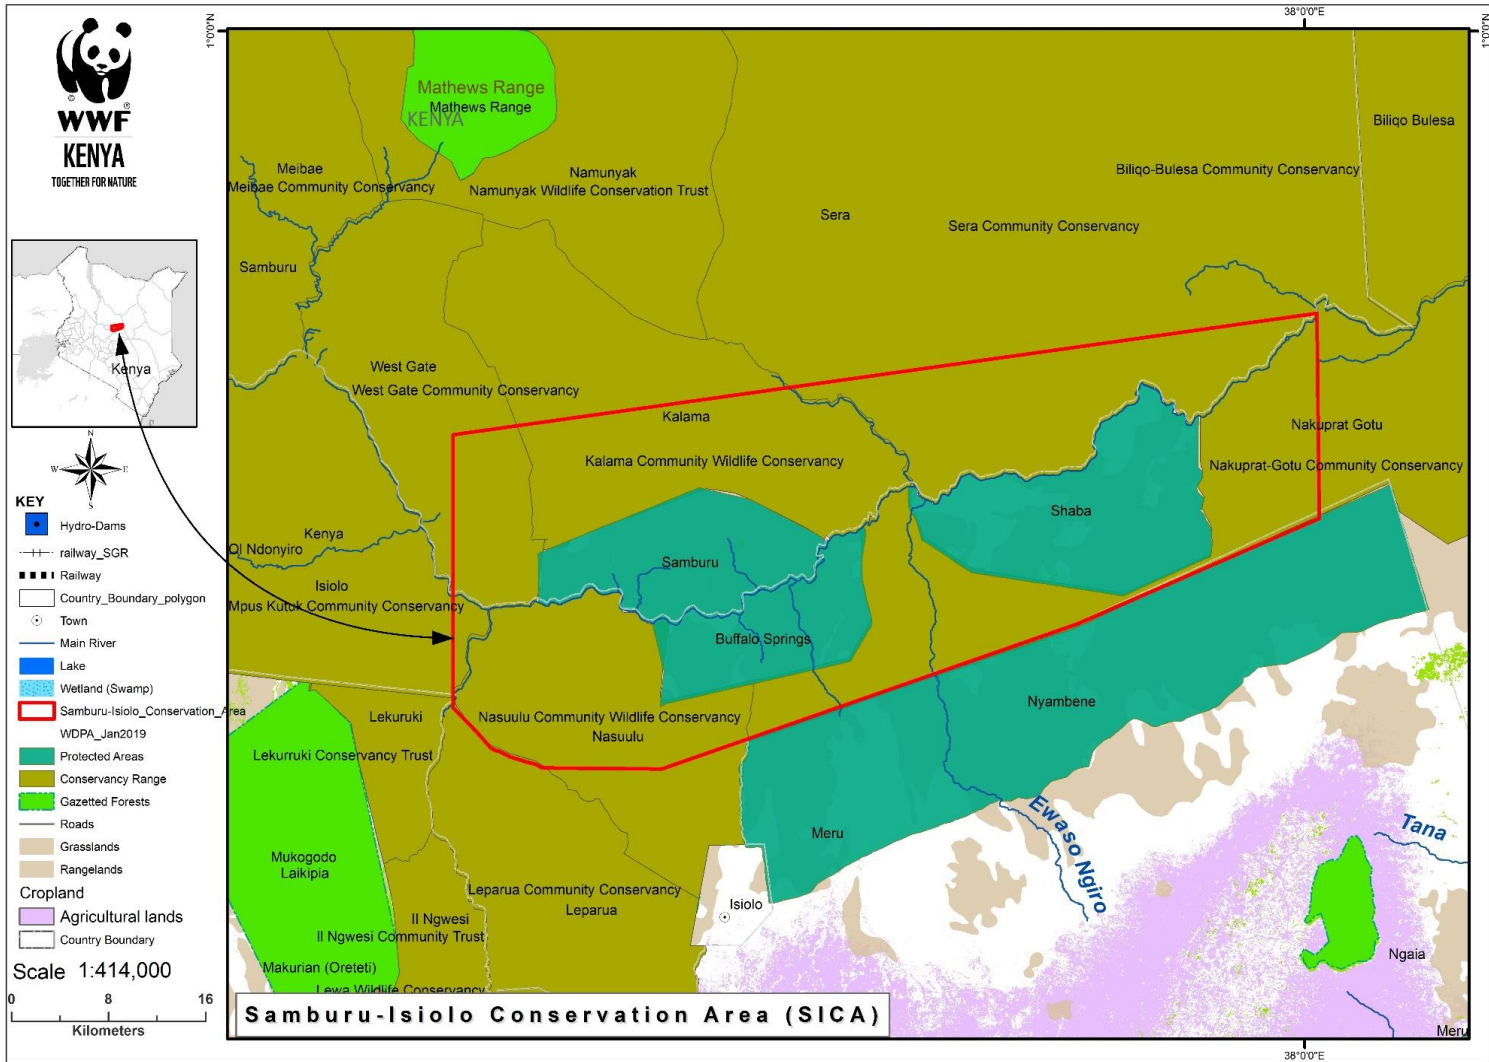 38°0'0"E
1°0'0"N
1°0'0"N
©
®
WWF
KENYA
TOGETHER FOR NATURE
Kenya
N
W
E
S
KEY
Hydro-Dams
railway_SGR
Railway
Country_Boundary_polygon
Town
Main River
Lake
Wetland (Swamp)
Samburu-Isiolo_Conservation_Area
WDPA_Jan2019
Protected Areas
Conservancy Range
Gazetted Forests
Roads
Grasslands
Rangelands
Cropland
Agricultural lands
Country Boundary
Scale 1:414,000
0 8 16
Kilometers
Mathews Range
Mathews Range
KENYA
Meibae
Meibae Community Conservancy
Namunyak
Namunyak Wildlife Conservation Trust
Biliqo Bulesa
Biliqo-Bulesa Community Conservancy
Sera
Sera Community Conservancy
Samburu
West Gate
West Gate Community Conservancy
Kalama
Kalama Community Wildlife Conservancy
Nakuprat Gotu
Nakuprat-Gotu Community Conservancy
Shaba
Kenya
Ol Ndonyiro
Isiolo
Mpus Kutuk Community Conservancy
Samburu
Buffalo Springs
Nyambene
Lekuruki
Lekurruki Conservancy Trust
Nasuulu Community Wildlife Conservancy
Nasuulu
Meru
Ewaso Ngiro
Tana
Mukogodo
Laikipia
Leparua Community Conservancy
Leparua
Isiolo
Il Ngwesi
Il Ngwesi Community Trust
Makurian (Oreteti)
Lewa Wildlife Conservancy
Ngaia
Meru
Samburu-Isiolo Conservation Area (SICA)
38°0'0"E